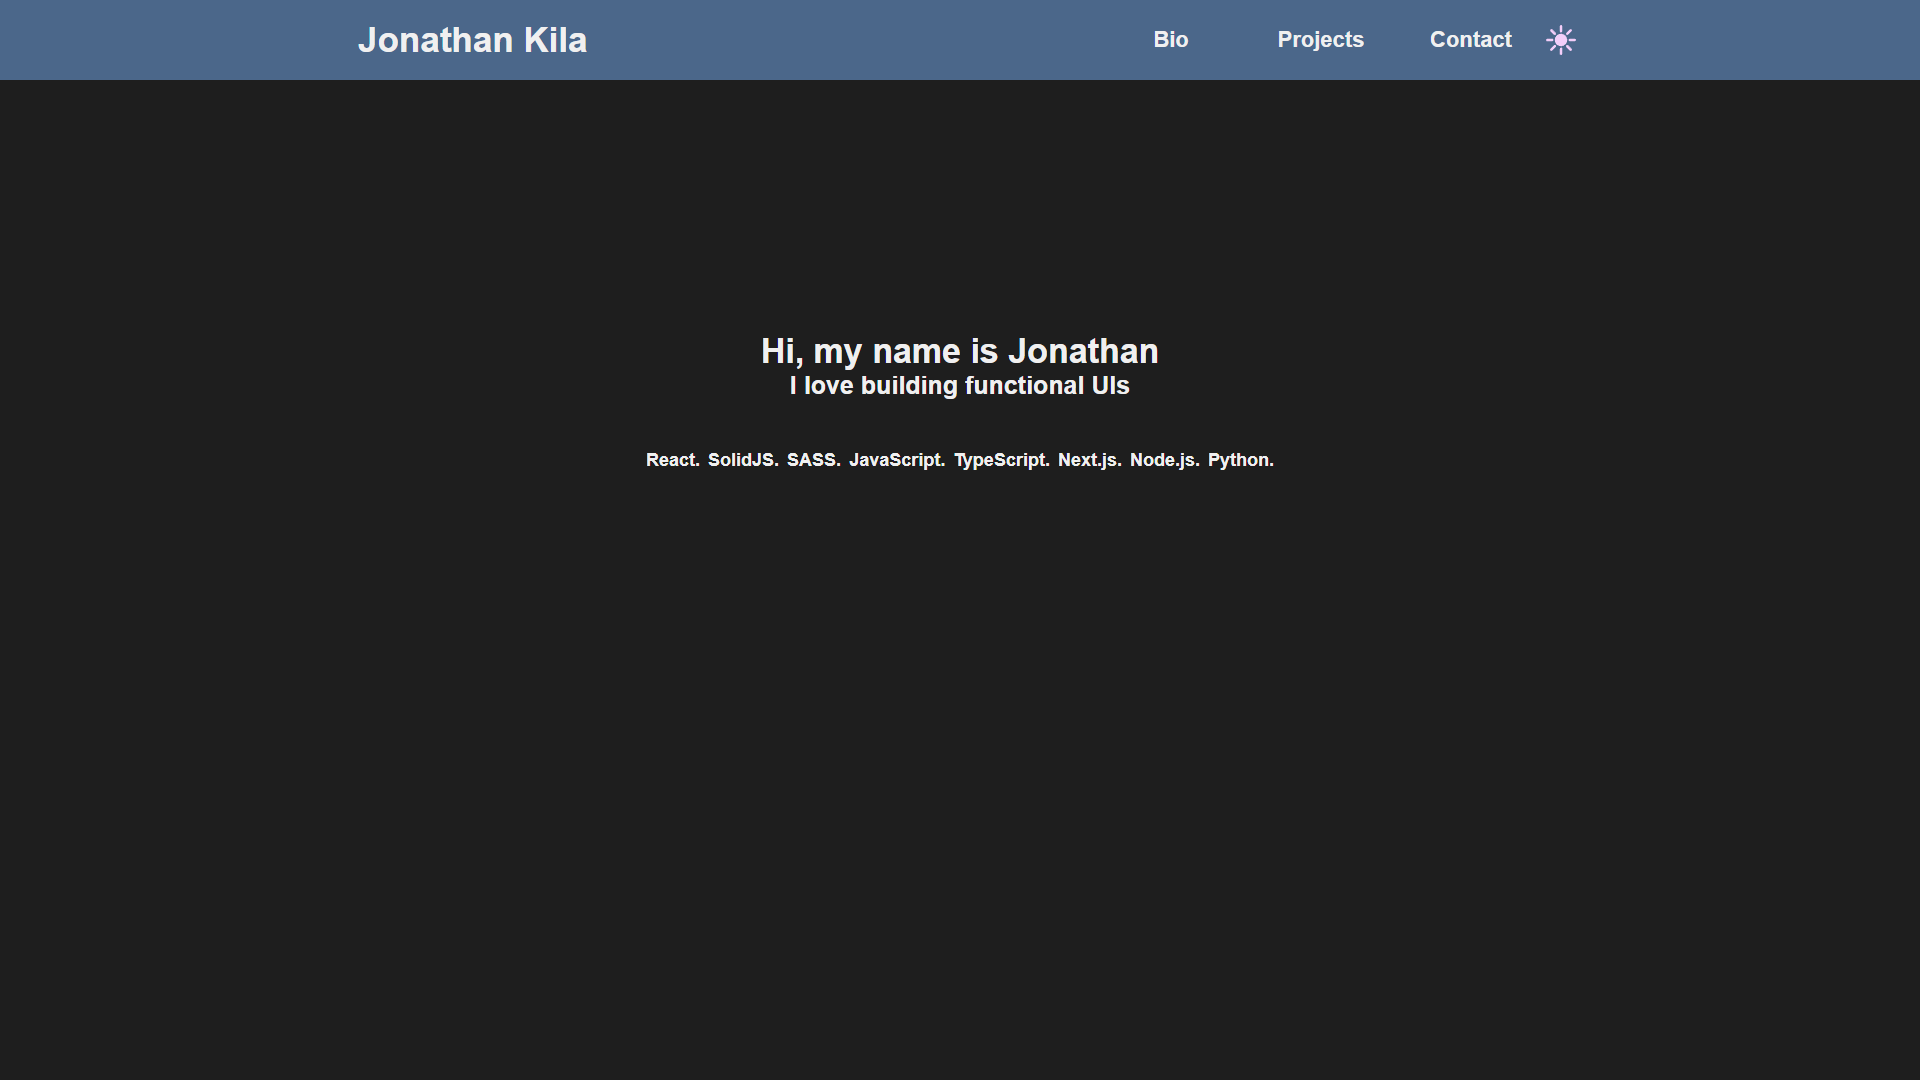 Jonathan Kila
Bio Projects Contact
Hi, my name is Jonathan
I love building functional UIs
React. SolidJS. SASS. JavaScript. TypeScript. Next.js. Node.js. Python.